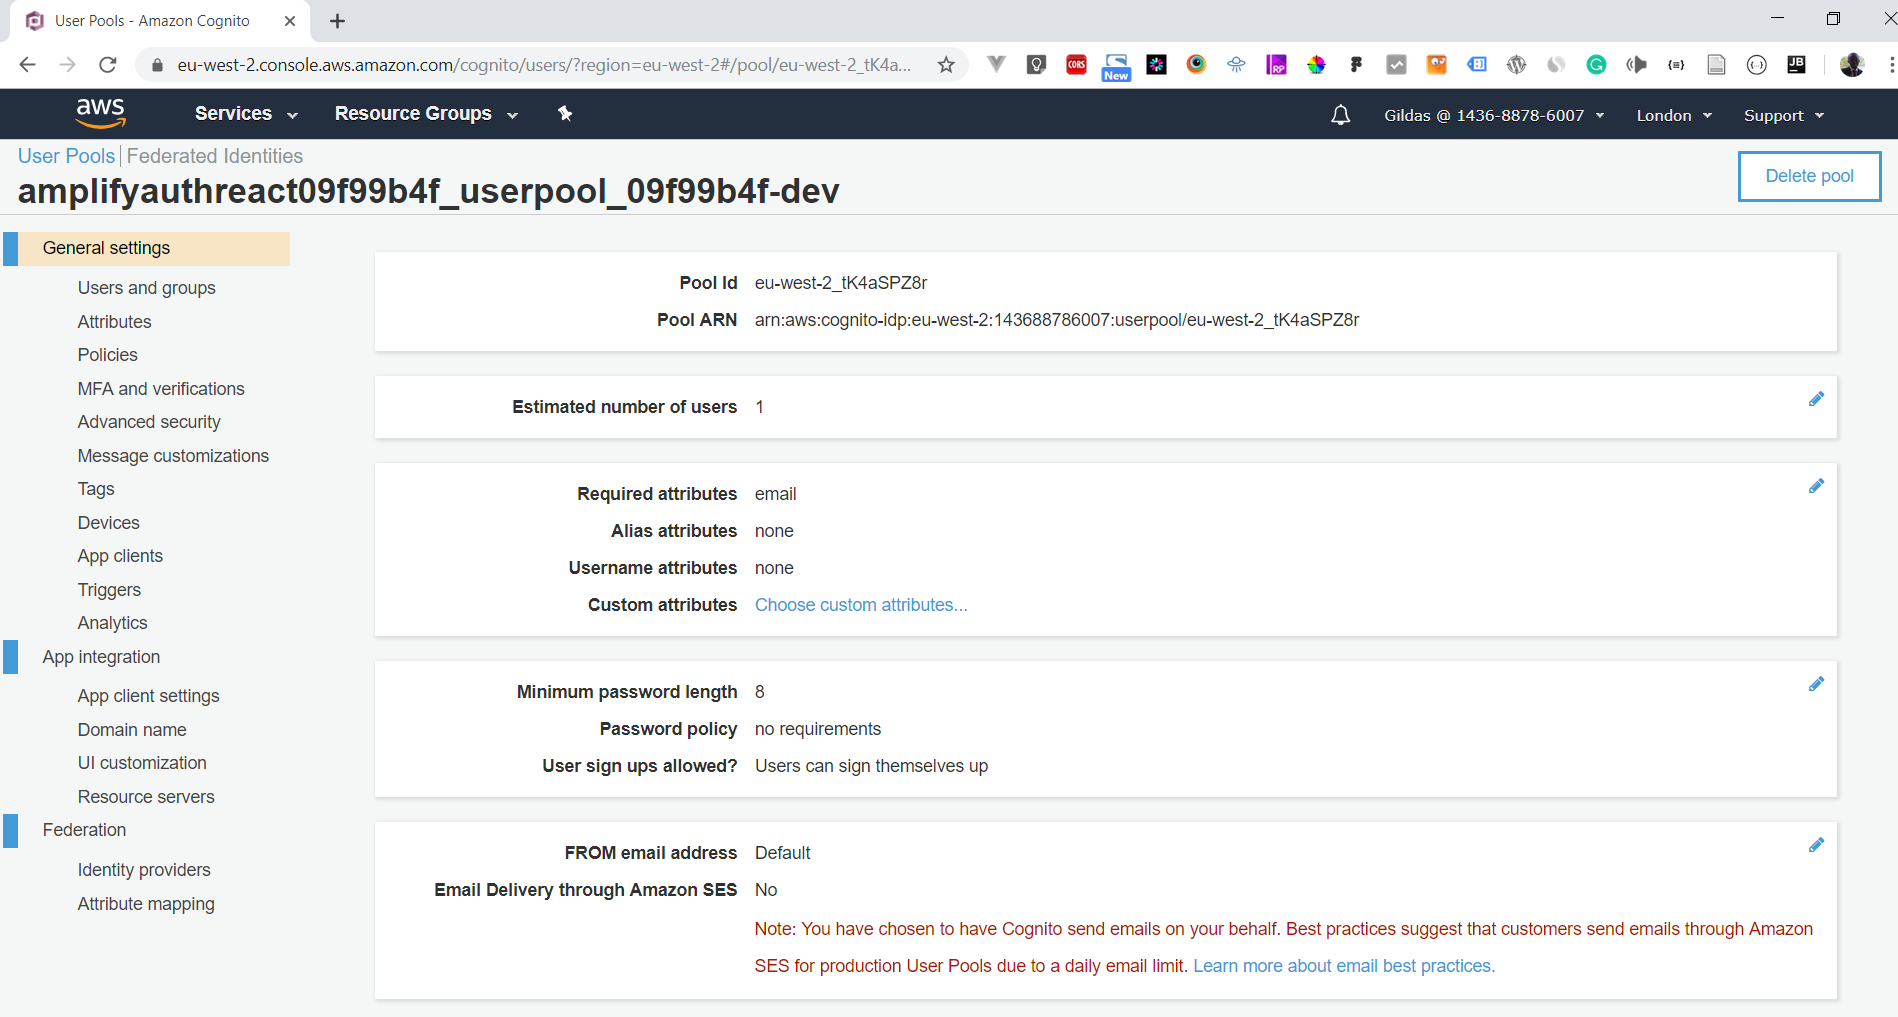 User Pools - Amazon Cognito
eu-west-2.console.aws.amazon.com/cognito/users/?region=eu-west-2#/pool/eu-west-2_tK4a...
CORS
New
RP
JB
aws
Services
Resource Groups
Gildas @ 1436-8878-6007
London
Support
User Pools | Federated Identities
amplifyauthreact09f99b4f_userpool_09f99b4f-dev
Delete pool
General settings
Users and groups
Attributes
Policies
MFA and verifications
Advanced security
Message customizations
Tags
Devices
App clients
Triggers
Analytics
App integration
App client settings
Domain name
UI customization
Resource servers
Federation
Identity providers
Attribute mapping
Pool Id eu-west-2_tK4aSPZ8r
Pool ARN arn:aws:cognito-idp:eu-west-2:143688786007:userpool/eu-west-2_tK4aSPZ8r
Estimated number of users 1
Required attributes email
Alias attributes none
Username attributes none
Custom attributes Choose custom attributes...
Minimum password length 8
Password policy no requirements
User sign ups allowed? Users can sign themselves up
FROM email address Default
Email Delivery through Amazon SES No
Note: You have chosen to have Cognito send emails on your behalf. Best practices suggest that customers send emails through Amazon
SES for production User Pools due to a daily email limit. Learn more about email best practices.